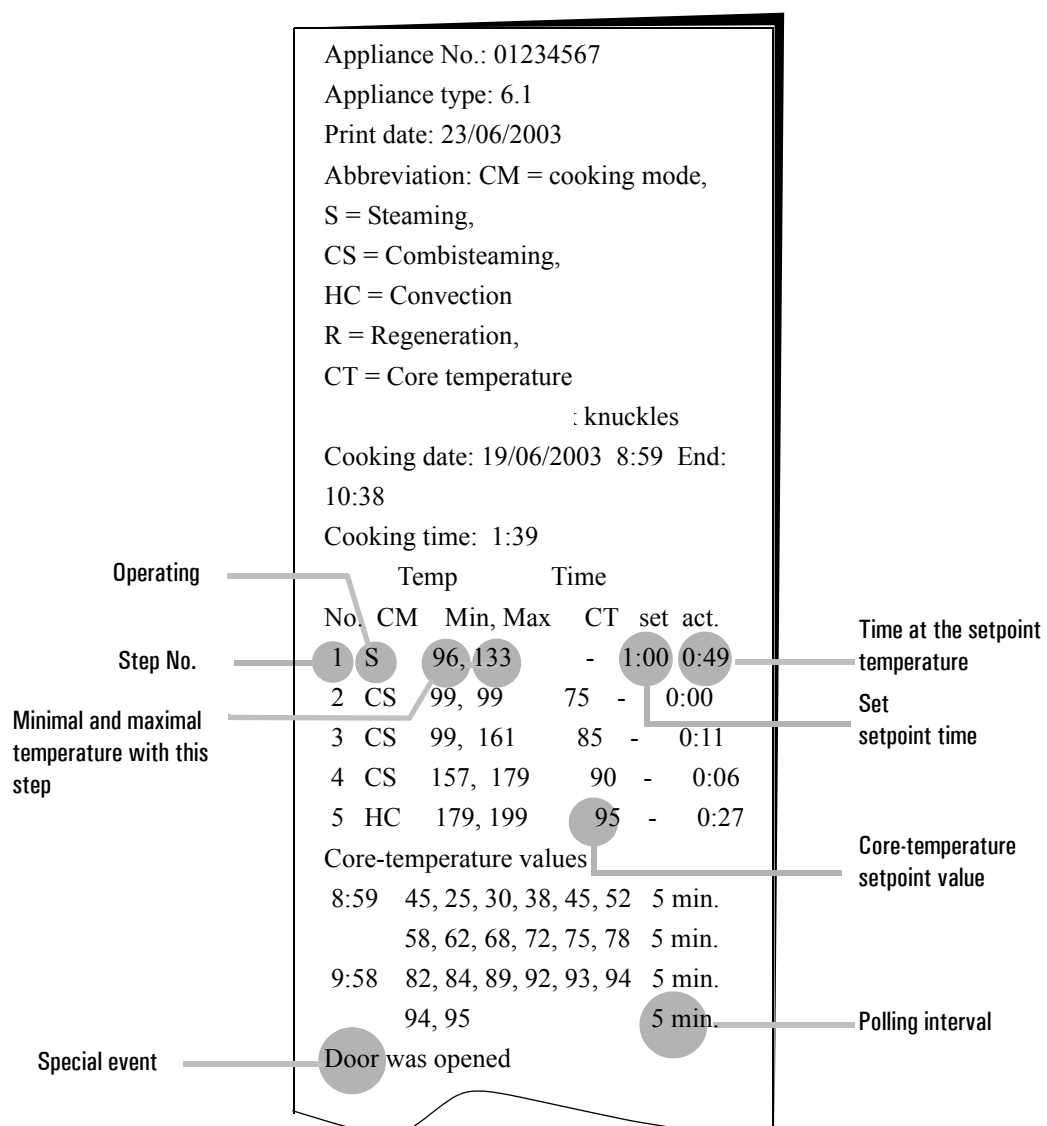 Appliance No.: 01234567
Appliance type: 6.1
Print date: 23/06/2003
Abbreviation: CM = cooking mode,
S = Steaming,
CS = Combisteaming,
HC = Convection
R = Regeneration,
CT = Core temperature
knuckles
Cooking date: 19/06/2003 8:59 End:
10:38
Cooking time: 1:39
Temp Time
No. CM Min, Max CT set act.
1 S 96, 133 - 1:00 0:49
2 CS 99, 99 75 - 0:00
3 CS 99, 161 85 - 0:11
4 CS 157, 179 90 - 0:06
5 HC 179, 199 95 - 0:27
Core-temperature values
8:59 45, 25, 30, 38, 45, 52 5 min.
58, 62, 68, 72, 75, 78 5 min.
9:58 82, 84, 89, 92, 93, 94 5 min.
94, 95 5 min.
Door was opened
Operating
Step No.
Minimal and maximal
temperature with this
step
Special event
Time at the setpoint
temperature
Set
setpoint time
Core-temperature
setpoint value
Polling interval